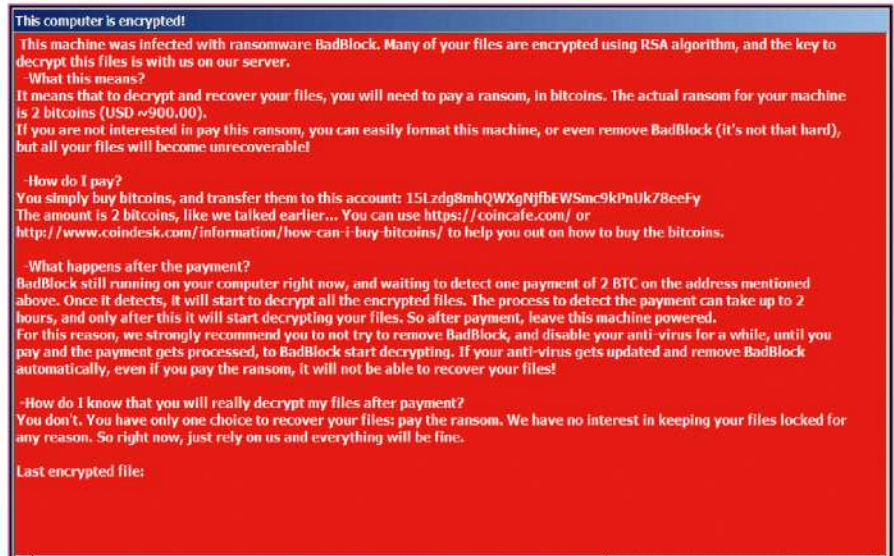 This computer is encrypted!
This machine was infected with ransomware BadBlock. Many of your files are encrypted using RSA algorithm, and the key to
decrypt this files is with us on our server.
-What this means?
It means that to decrypt and recover your files, you will need to pay a ransom, in bitcoins. The actual ransom for your machine
is 2 bitcoins (USD ~900.00).
If you are not interested in pay this ransom, you can easily format this machine, or even remove BadBlock (it's not that hard),
but all your files will become unrecoverable!
-How do I pay?
You simply buy bitcoins, and transfer them to this account: 15Lzdg8mhQWXgNjfbEWSmc9kPnUk78eeFy
The amount is 2 bitcoins, like we talked earlier... You can use https://coincafe.com/ or
http://www.coindesk.com/information/how-can-i-buy-bitcoins/ to help you out on how to buy the bitcoins.
-What happens after the payment?
BadBlock still running on your computer right now, and waiting to detect one payment of 2 BTC on the address mentioned
above. Once it detects, it will start to decrypt all the encrypted files. The process to detect the payment can take up to 2
hours, and only after this it will start decrypting your files. So after payment, leave this machine powered.
For this reason, we strongly recommend you to not try to remove BadBlock, and disable your anti-virus for a while, until you
pay and the payment gets processed, to BadBlock start decrypting. If your anti-virus gets updated and remove BadBlock
automatically, even if you pay the ransom, it will not be able to recover your files!
-How do I know that you will really decrypt my files after payment?
You don't. You have only one choice to recover your files: pay the ransom. We have no interest in keeping your files locked for
any reason. So right now, just rely on us and everything will be fine.
Last encrypted file: